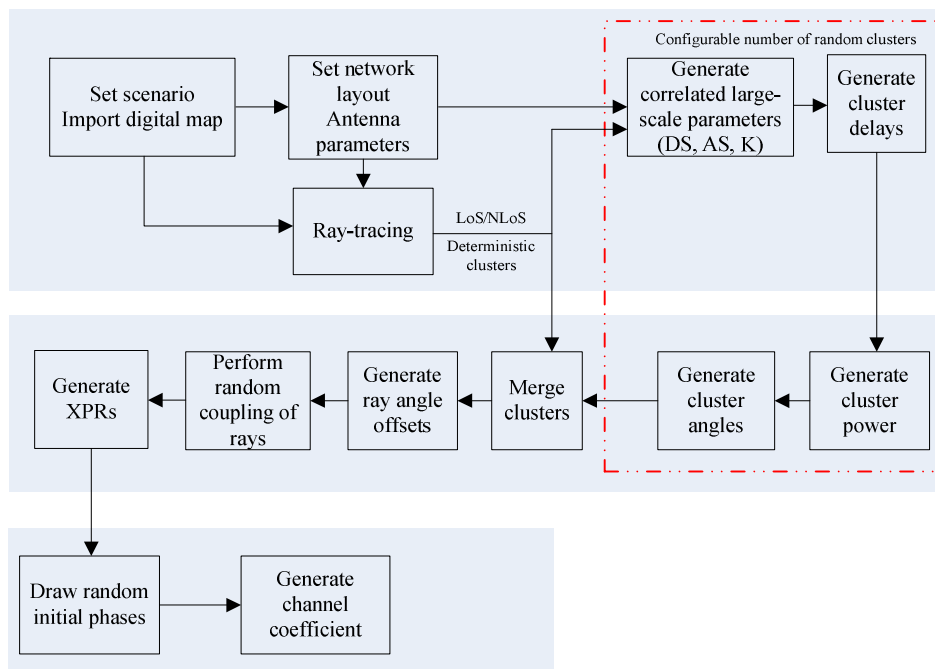 Configurable number of random clusters
Set scenario
Import digital map
Set network
layout
Antenna
parameters
Generate
correlated large-
scale parameters
(DS, AS, K)
Generate
cluster
delays
Ray-tracing
LoS/NLoS
Deterministic
clusters
Generate
XPRs
Perform
random
coupling of
rays
Generate
ray angle
offsets
Merge
clusters
Generate
cluster
angles
Generate
cluster
power
Draw random
initial phases
Generate
channel
coefficient